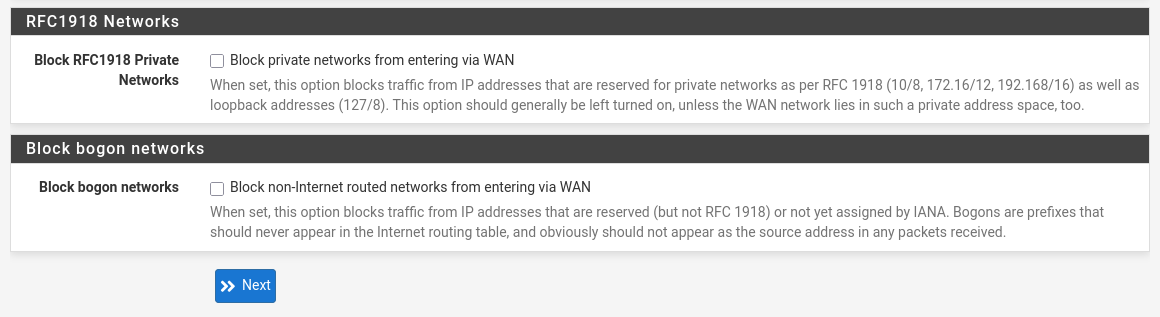 RFC1918 Networks
Block RFC1918 Private
Networks
Block private networks from entering via WAN
When set, this option blocks traffic from IP addresses that are reserved for private networks as per RFC 1918 (10/8, 172.16/12, 192.168/16) as well as
loopback addresses (127/8). This option should generally be left turned on, unless the WAN network lies in such a private address space, too.
Block bogon networks
Block bogon networks
Block non-Internet routed networks from entering via WAN
When set, this option blocks traffic from IP addresses that are reserved (but not RFC 1918) or not yet assigned by IANA. Bogons are prefixes that
should never appear in the Internet routing table, and obviously should not appear as the source address in any packets received.
Next